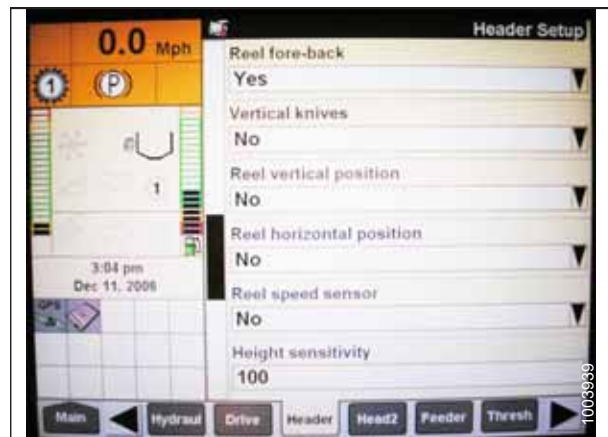 0.0 Mph
1
(P)
1
3:04 pm
Dec 11, 2006
GPS
Header Setup
Reel fore-back
Yes
Vertical knives
No
Reel vertical position
No
Reel horizontal position
No
Reel speed sensor
No
Height sensitivity
100
Main
Hydraul
Drive
Header
Head2
Feeder
Thresh
1003939